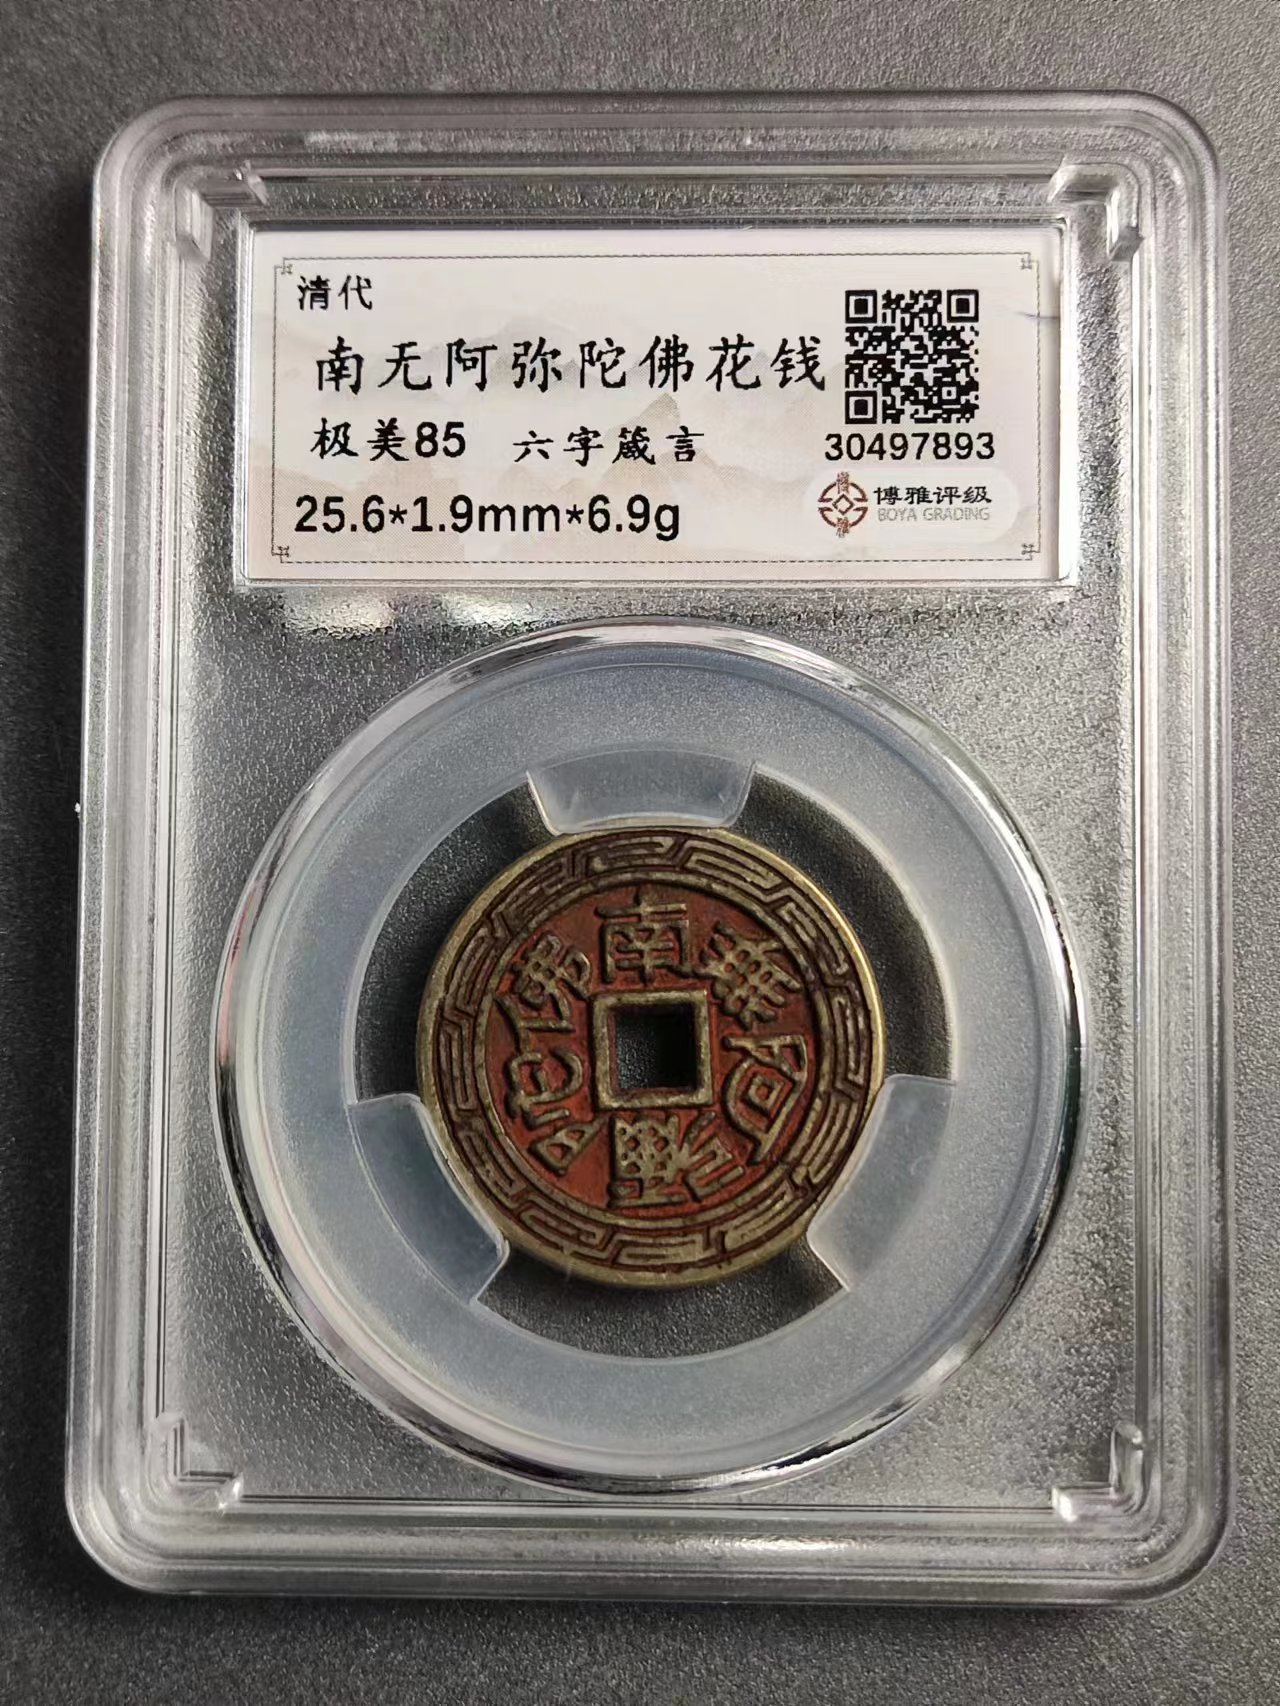 清代
南无阿弥陀佛花钱
极美85 六字箴言
25.6*1.9mm*6.9g
30497893
博雅评级
BOYA GRADING
南無阿彌陀佛